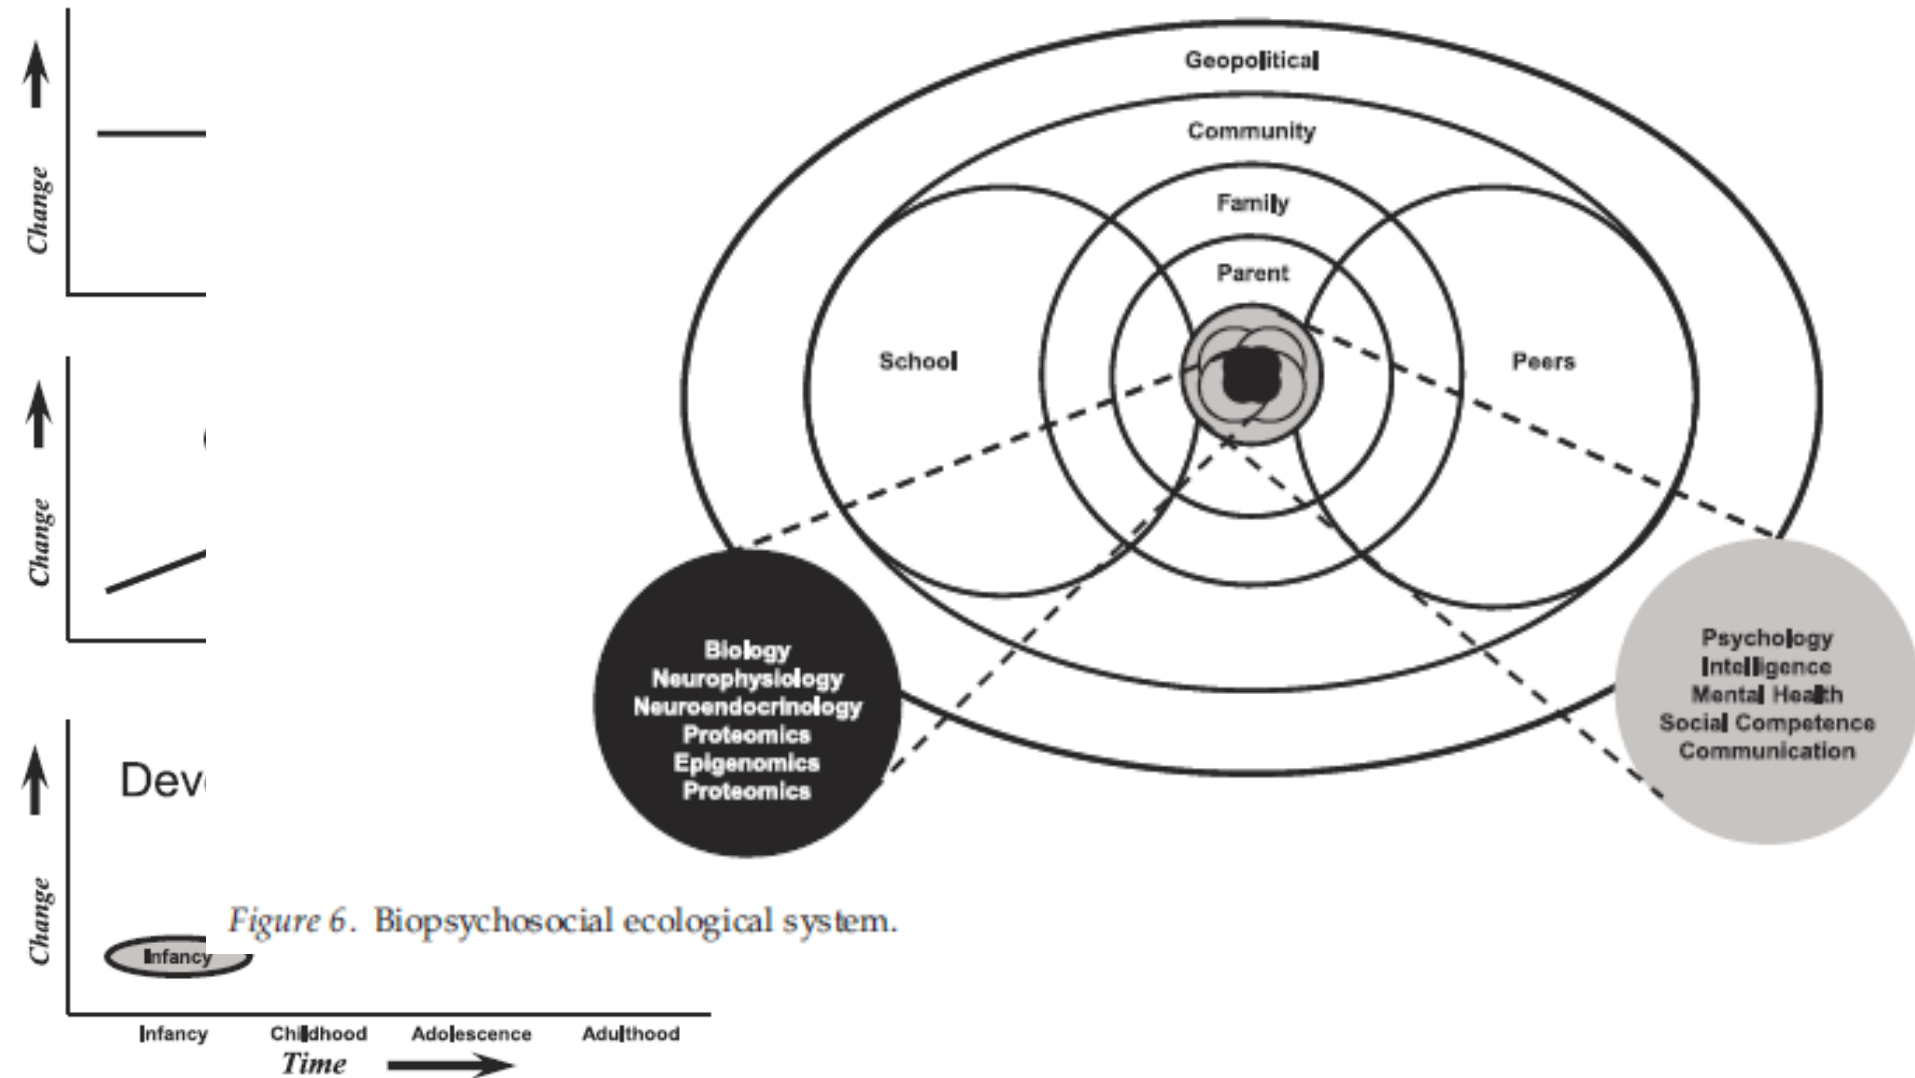 Change
Change
Dev
Change
Infancy
Infancy Childhood Adolescence Adulthood
Time
Geopolitical
Community
Family
Parent
School
Peers
Biology
Neurophysiology
Neuroendocrinology
Proteomics
Epigenomics
Proteomics
Psychology
Intelligence
Mental Health
Social Competence
Communication
Figure 6. Biopsychosocial ecological system.